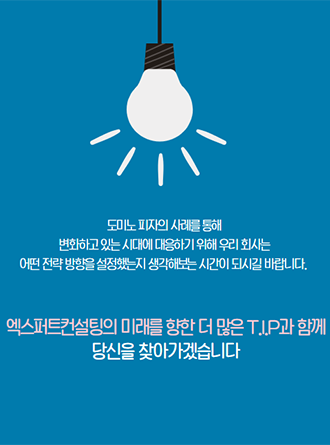 도미노 피자의 사례를 통해
변화하고 있는 시대에 대응하기 위해 우리 회사는
어떤 전략 방향을 설정했는지 생각해보는 시간이 되시길 바랍니다.
엑스퍼트컨설팅의 미래를 향한 더 많은 T.I.P과 함께
당신을 찾아가겠습니다